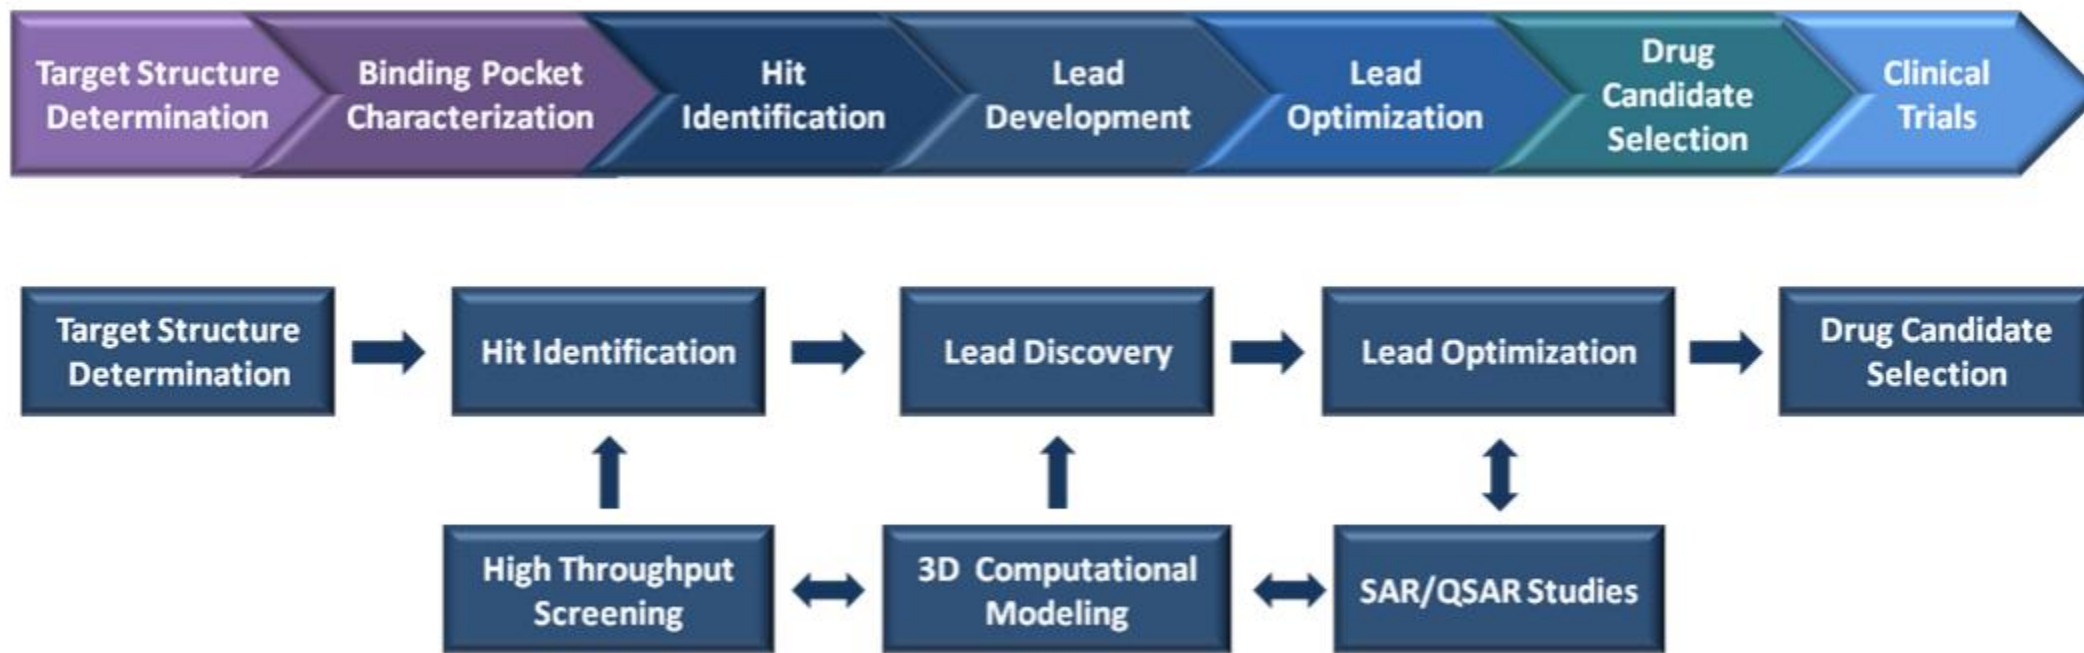 Target Structure
Determination
Binding Pocket
Characterization
Hit
Identification
Lead
Development
Lead
Optimization
Drug
Candidate
Selection
Clinical
Trials
Target Structure
Determination
Hit Identification
Lead Discovery
Lead Optimization
Drug Candidate
Selection
High Throughput
Screening
3D Computational
Modeling
SAR/QSAR Studies